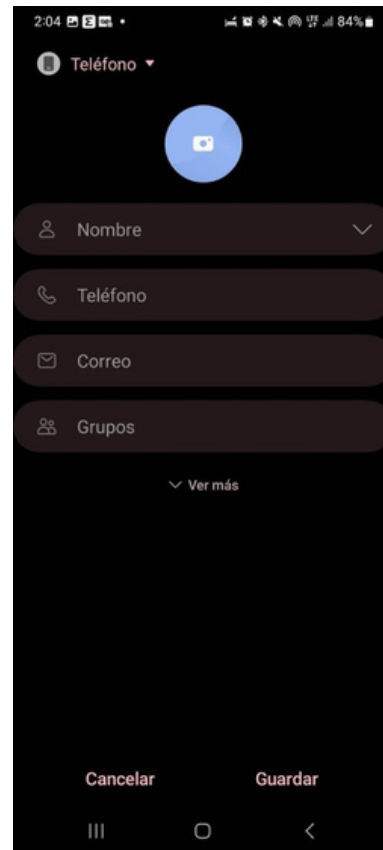 2:04 84%
Teléfono
Nombre
Teléfono
Correo
Grupos
Ver más
Cancelar Guardar